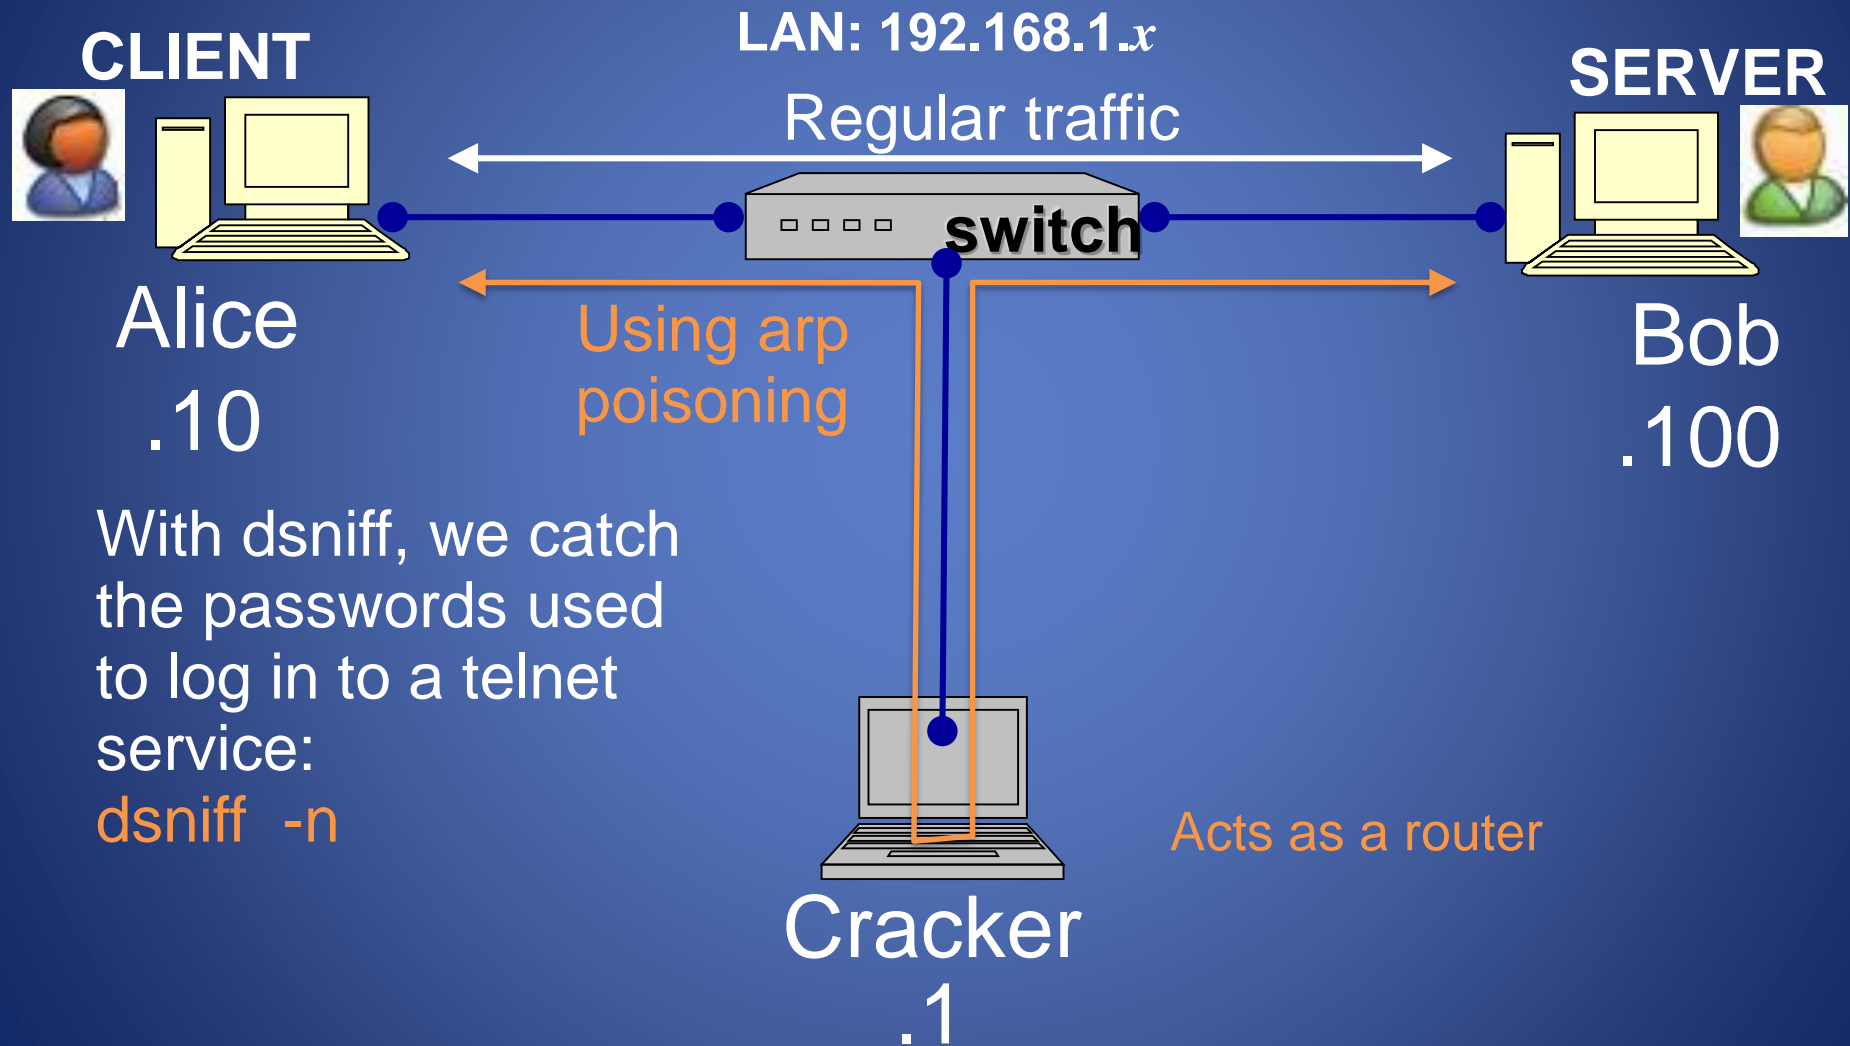 LAN: 192.168.1.x
CLIENT
SERVER
Regular traffic
switch
Alice
.10
Using arp
poisoning
Bob
.100
With dsniff, we catch
the passwords used
to log in to a telnet
service:
dsniff -n
Acts as a router
Cracker
.1